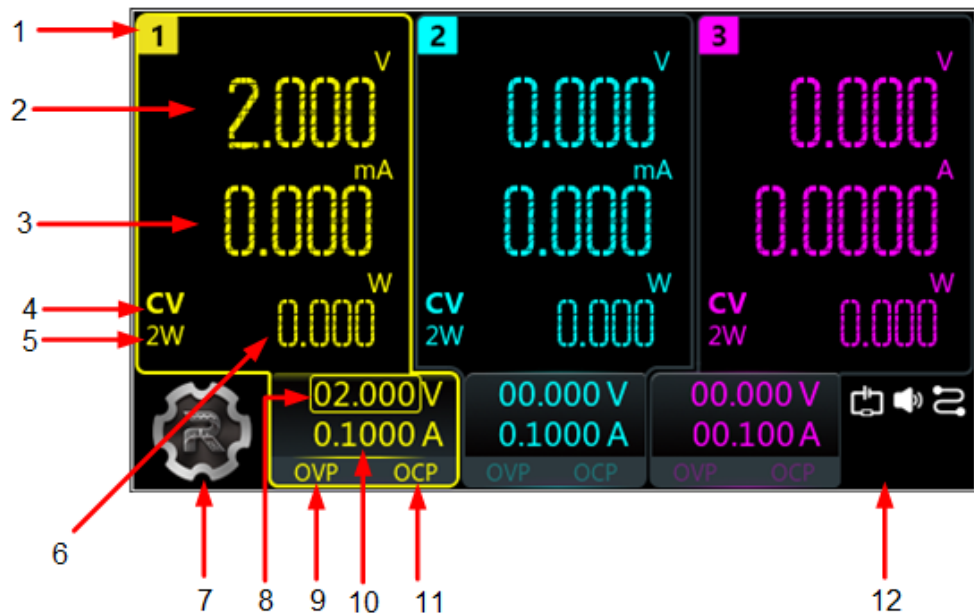 1 1 2 3
V V V
2 2.000 0.000 0.000
mA mA A
3 0.000 0.000 0.0000
W W W
4 CV CV CV
5 2W 0.000 2W 0.000 2W 0.000
R
8 02.000 V 00.000 V 00.000 V
0.1000 A 0.1000 A 00.100 A
OVP OCP OVP OCP OVP OCP
6 7 8 9 10 11 12